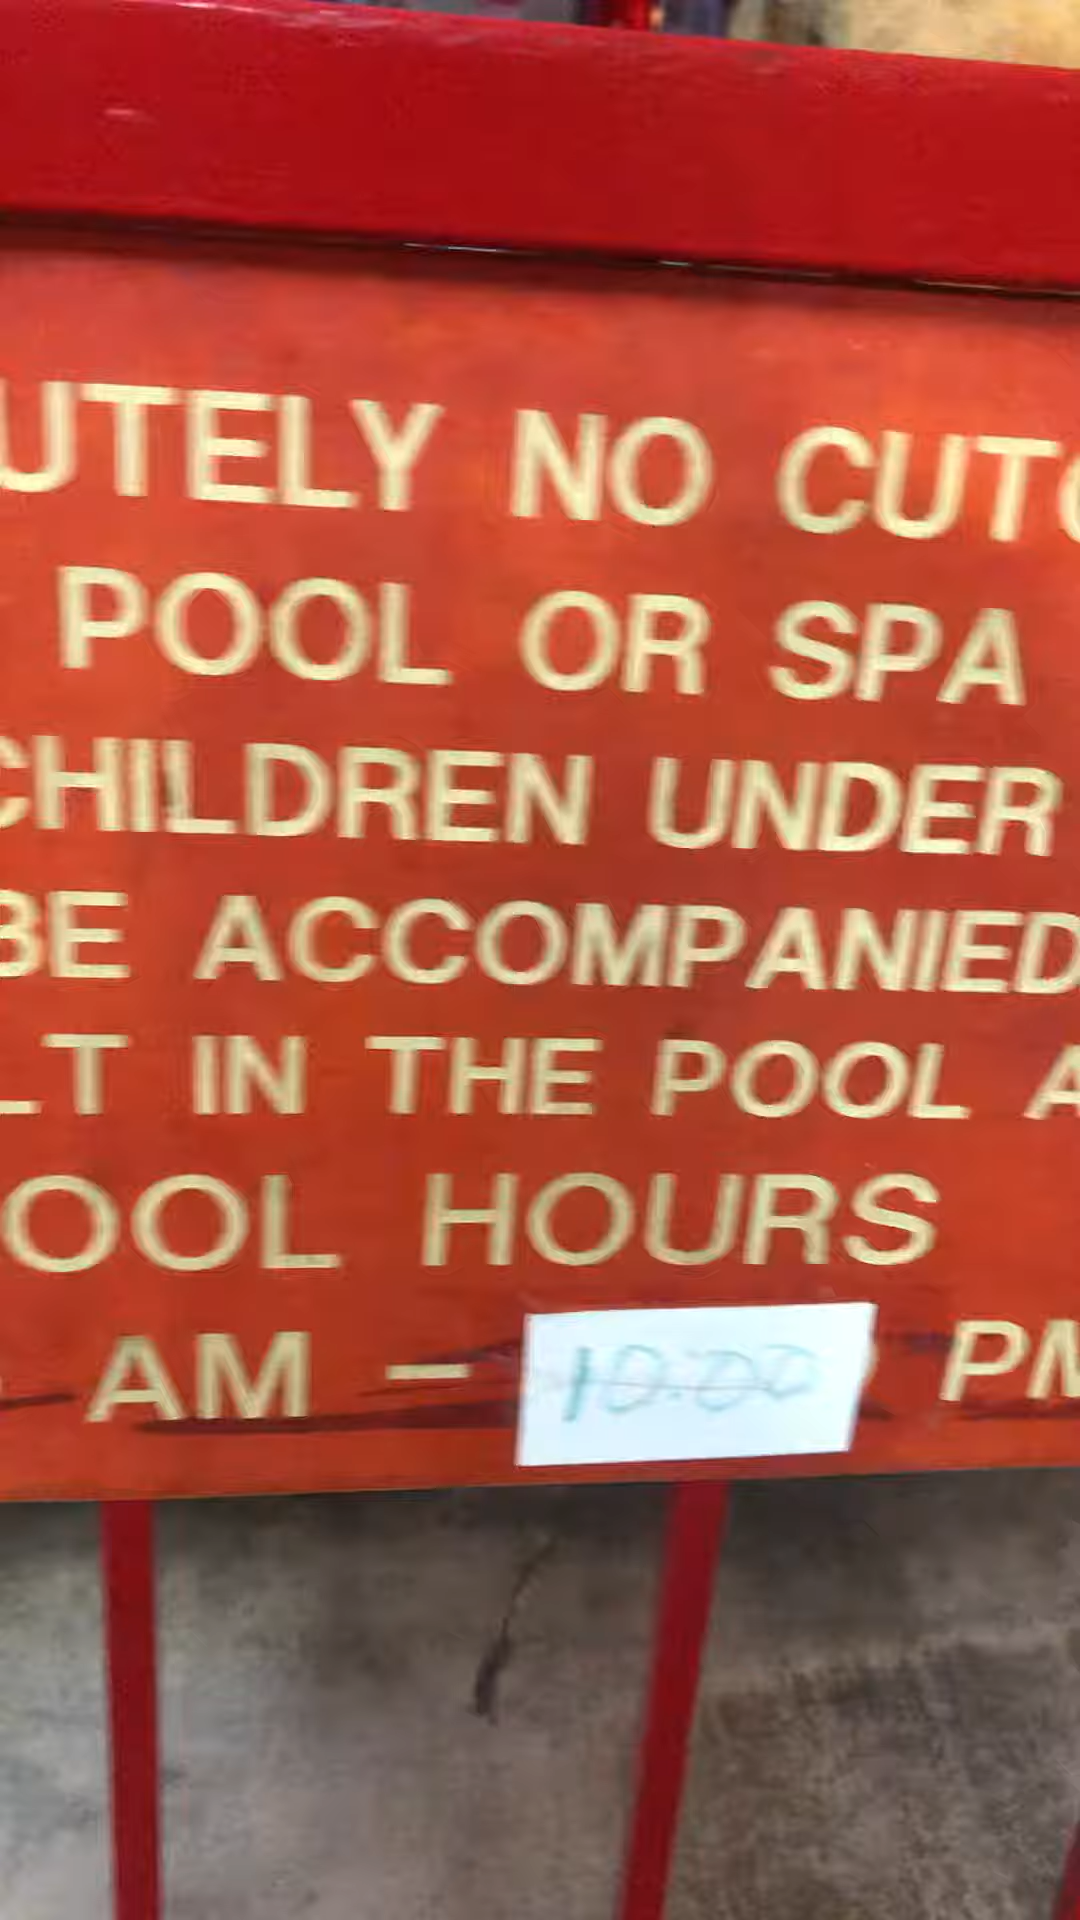 UTELY NO CUT
POOL OR SPA
CHILDREN UNDER
BE ACCOMPANIED
LT IN THE POOL A
OOL HOURS
AM – 10:00 PM